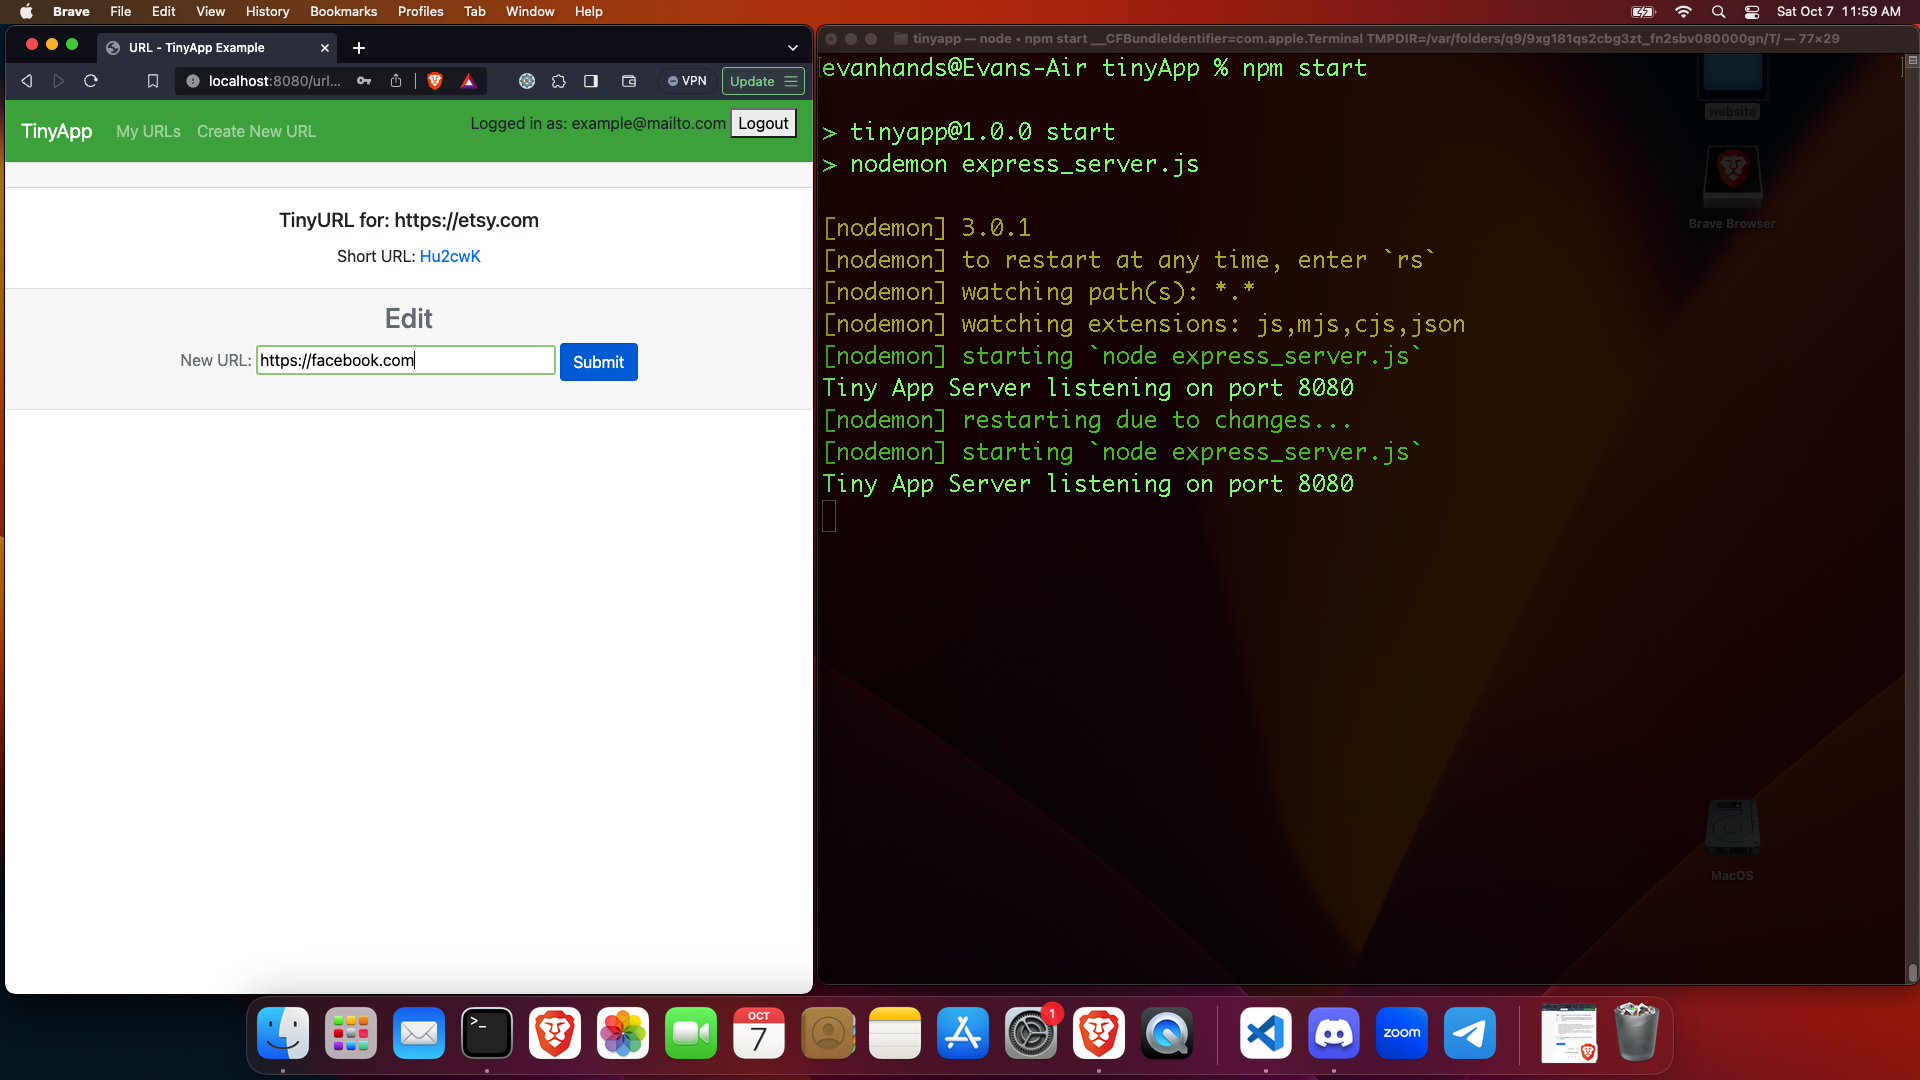 Brave File Edit View History Bookmarks Profiles Tab Window Help
Sat Oct 7 11:59 AM
URL - TinyApp Example
localhost:8080/url...
VPN
Update
TinyApp My URLs Create New URL
Logged in as: example@mailto.com Logout
TinyURL for: https://etsy.com
Short URL: Hu2cwK
Edit
New URL: https://facebook.com Submit
tinyapp — node ◂ npm start __CFBundleIdentifier=com.apple.Terminal TMPDIR=/var/folders/q9/9xg181qs2cbg3zt_fn2sbv080000gn/T/ — 77×29
evanhands@Evans-Air tinyApp % npm start
> tinyapp@1.0.0 start
> nodemon express_server.js
[nodemon] 3.0.1
[nodemon] to restart at any time, enter `rs`
[nodemon] watching path(s): *.*
[nodemon] watching extensions: js,mjs,cjs,json
[nodemon] starting `node express_server.js`
Tiny App Server listening on port 8080
[nodemon] restarting due to changes...
[nodemon] starting `node express_server.js`
Tiny App Server listening on port 8080
website
Brave Browser
MacOS
OCT
7
1
zoom